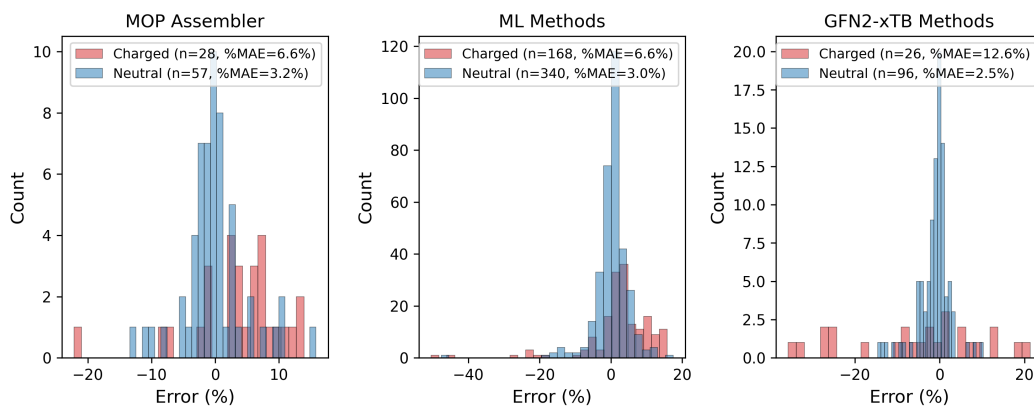 MOP Assembler
Charged (n=28, %MAE=6.6%)
Neutral (n=57, %MAE=3.2%)
10
8
6
4
2
0
Count
−20
−10
0
10
Error (%)
ML Methods
Charged (n=168, %MAE=6.6%)
Neutral (n=340, %MAE=3.0%)
120
100
80
60
40
20
0
Count
−40
−20
0
20
Error (%)
GFN2-xTB Methods
Charged (n=26, %MAE=12.6%)
Neutral (n=96, %MAE=2.5%)
20.0
17.5
15.0
12.5
10.0
7.5
5.0
2.5
0.0
Count
−20
0
20
Error (%)